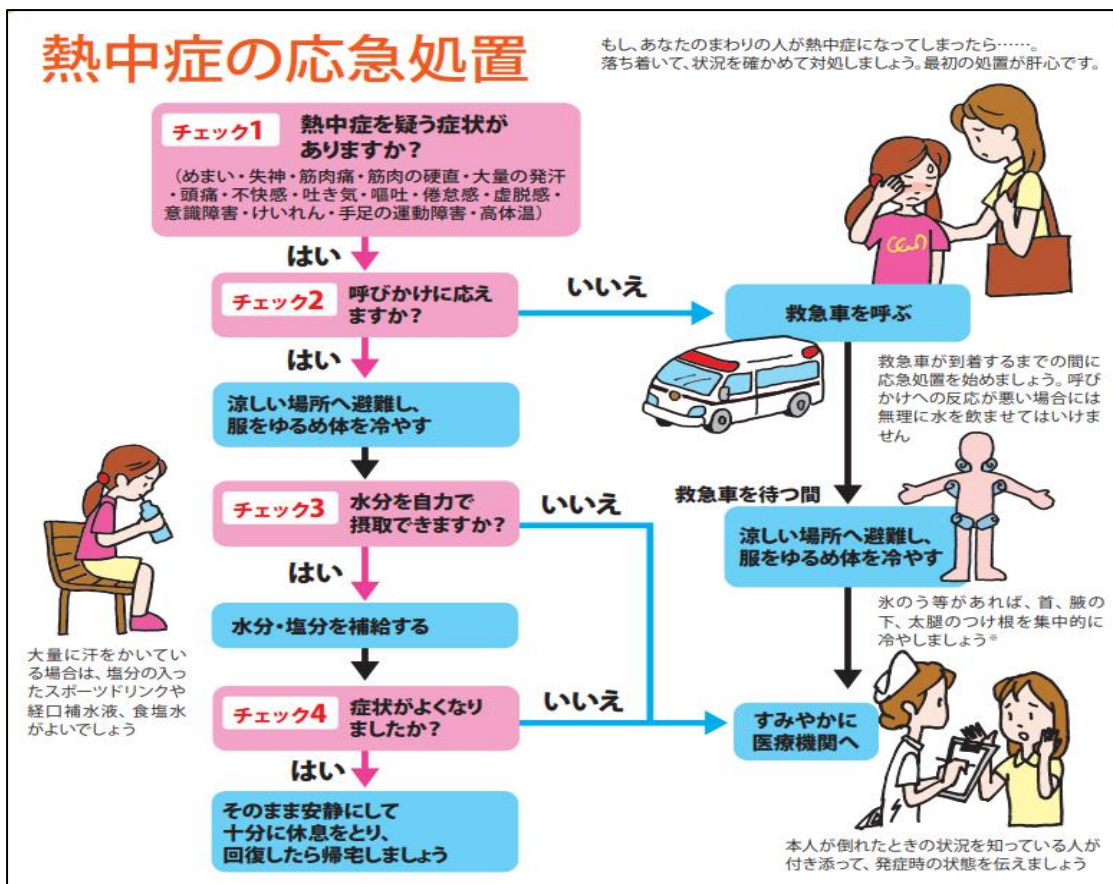 熱中症の応急処置
もし、あなたのまわりの人が熱中症になってしまったら……。
落ち着いて、状況を確かめて対処しましょう。最初の処置が肝心です。
チェック1
熱中症を疑う症状が
ありますか?
(めまい・失神・筋肉痛・筋肉の硬直・大量の発汗
・頭痛・不快感・吐き気・嘔吐・倦怠感・虚脱感・
意識障害・けいれん・手足の運動障害・高体温)
はい
チェック2
呼びかけに応え
ますか?
いいえ
救急車を呼ぶ
はい
救急車が到着するまでの間に
応急処置を始めましょう。呼び
かけへの反応が悪い場合には
無理に水を飲ませてはいけま
せん
涼しい場所へ避難し、
服をゆるめ体を冷やす
チェック3
水分を自力で
摂取できますか?
いいえ
救急車を待つ間
涼しい場所へ避難し、
服をゆるめ体を冷やす
はい
氷のう等があれば、首、腋の
下、太腿のつけ根を集中的に
冷やしましょう※
水分・塩分を補給する
大量に汗をかいてい
る場合は、塩分の入っ
たスポーツドリンクや
経口補水液、食塩水
がよいでしょう
チェック4
症状がよくなり
ましたか?
いいえ
すみやかに
医療機関へ
はい
そのまま安静にして
十分に休息をとり、
回復したら帰宅しましょう
本人が倒れたときの状況を知っている人が
付き添って、発症時の状態を伝えましょう